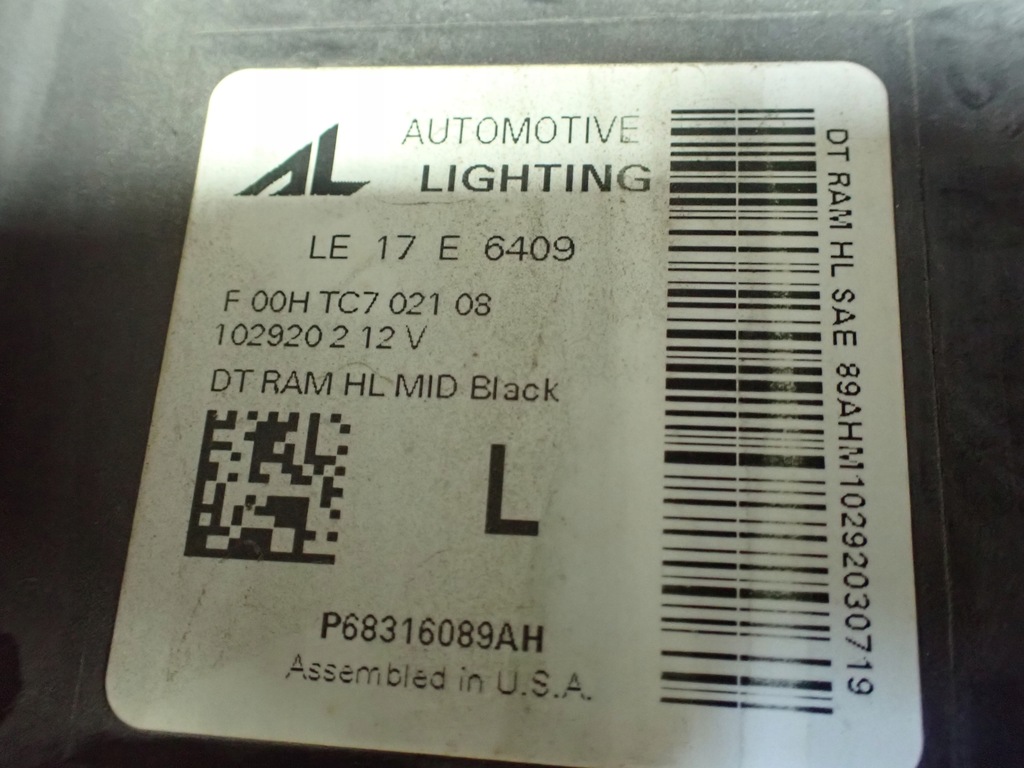 AL AUTOMOTIVE
LIGHTING
LE 17 E 6409
F 00H TC7 021 08
102920 2 12 V
DT RAM HL MID Black
L
P68316089AH
Assembled in U.S.A.
DT RAM HL SAE 89AHM10292030719